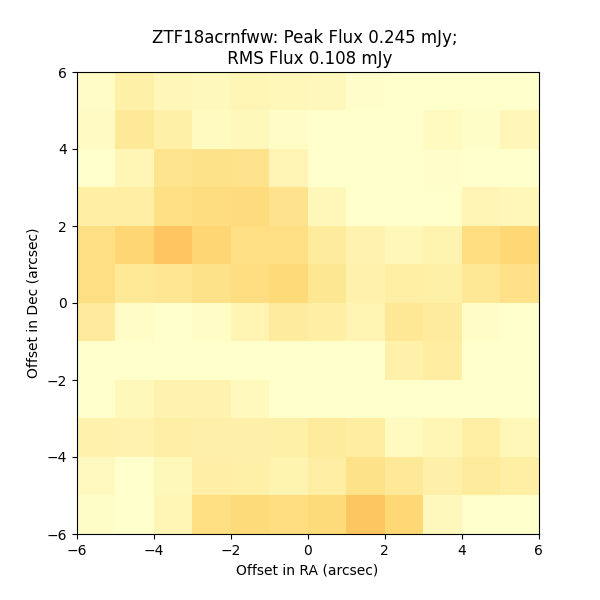 ZTF18acrnfww: Peak Flux 0.245 mJy;
RMS Flux 0.108 mJy
6
4
2
0
−2
−4
−6
Offset in Dec (arcsec)
−6 −4 −2 0 2 4 6
Offset in RA (arcsec)